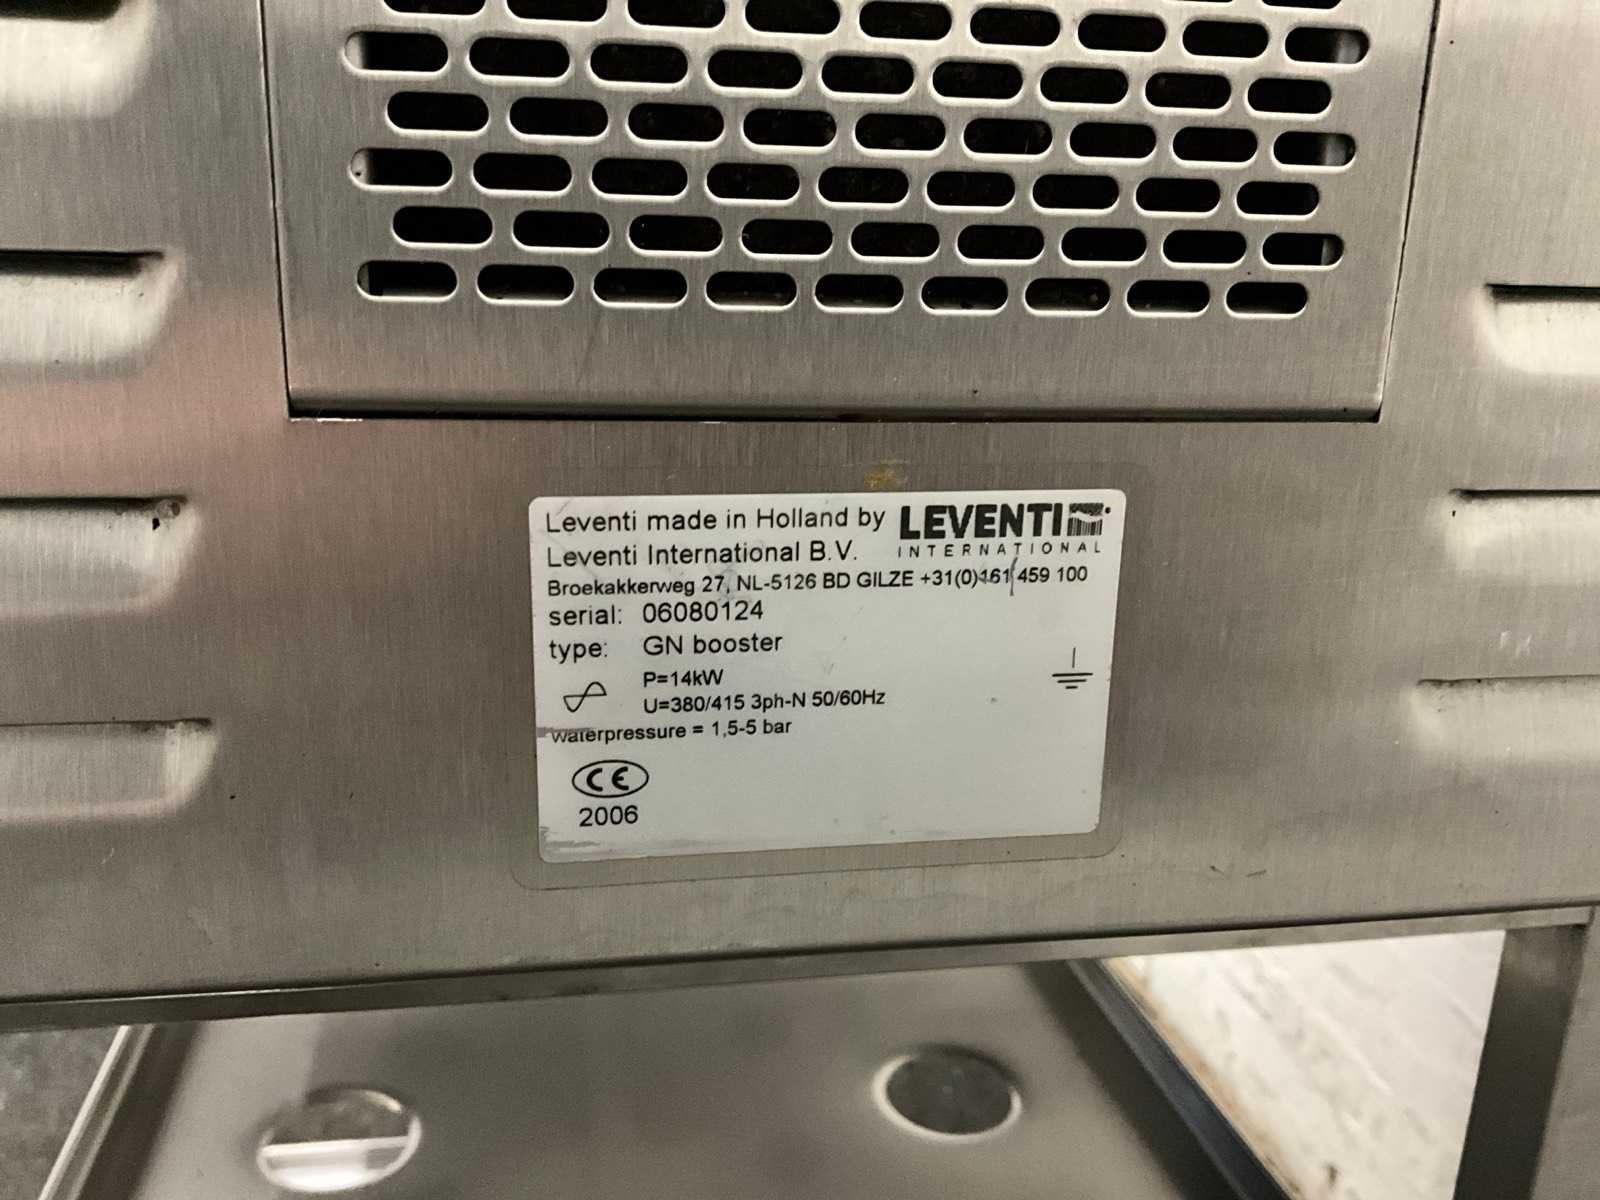 Leventi made in Holland by LEVENTI
Leventi International B.V. INTERNATIONAL
Broekakkerweg 27, NL-5126 BD GILZE +31(0)161 459 100
serial: 06080124
type: GN booster
P=14kW
U=380/415 3ph-N 50/60Hz
waterpressure = 1,5-5 bar
CE
2006